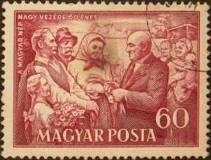 A MAGYAR NÉP
NAGY VEZÉRE 60 ÉVES
MAGYAR POSTA
60